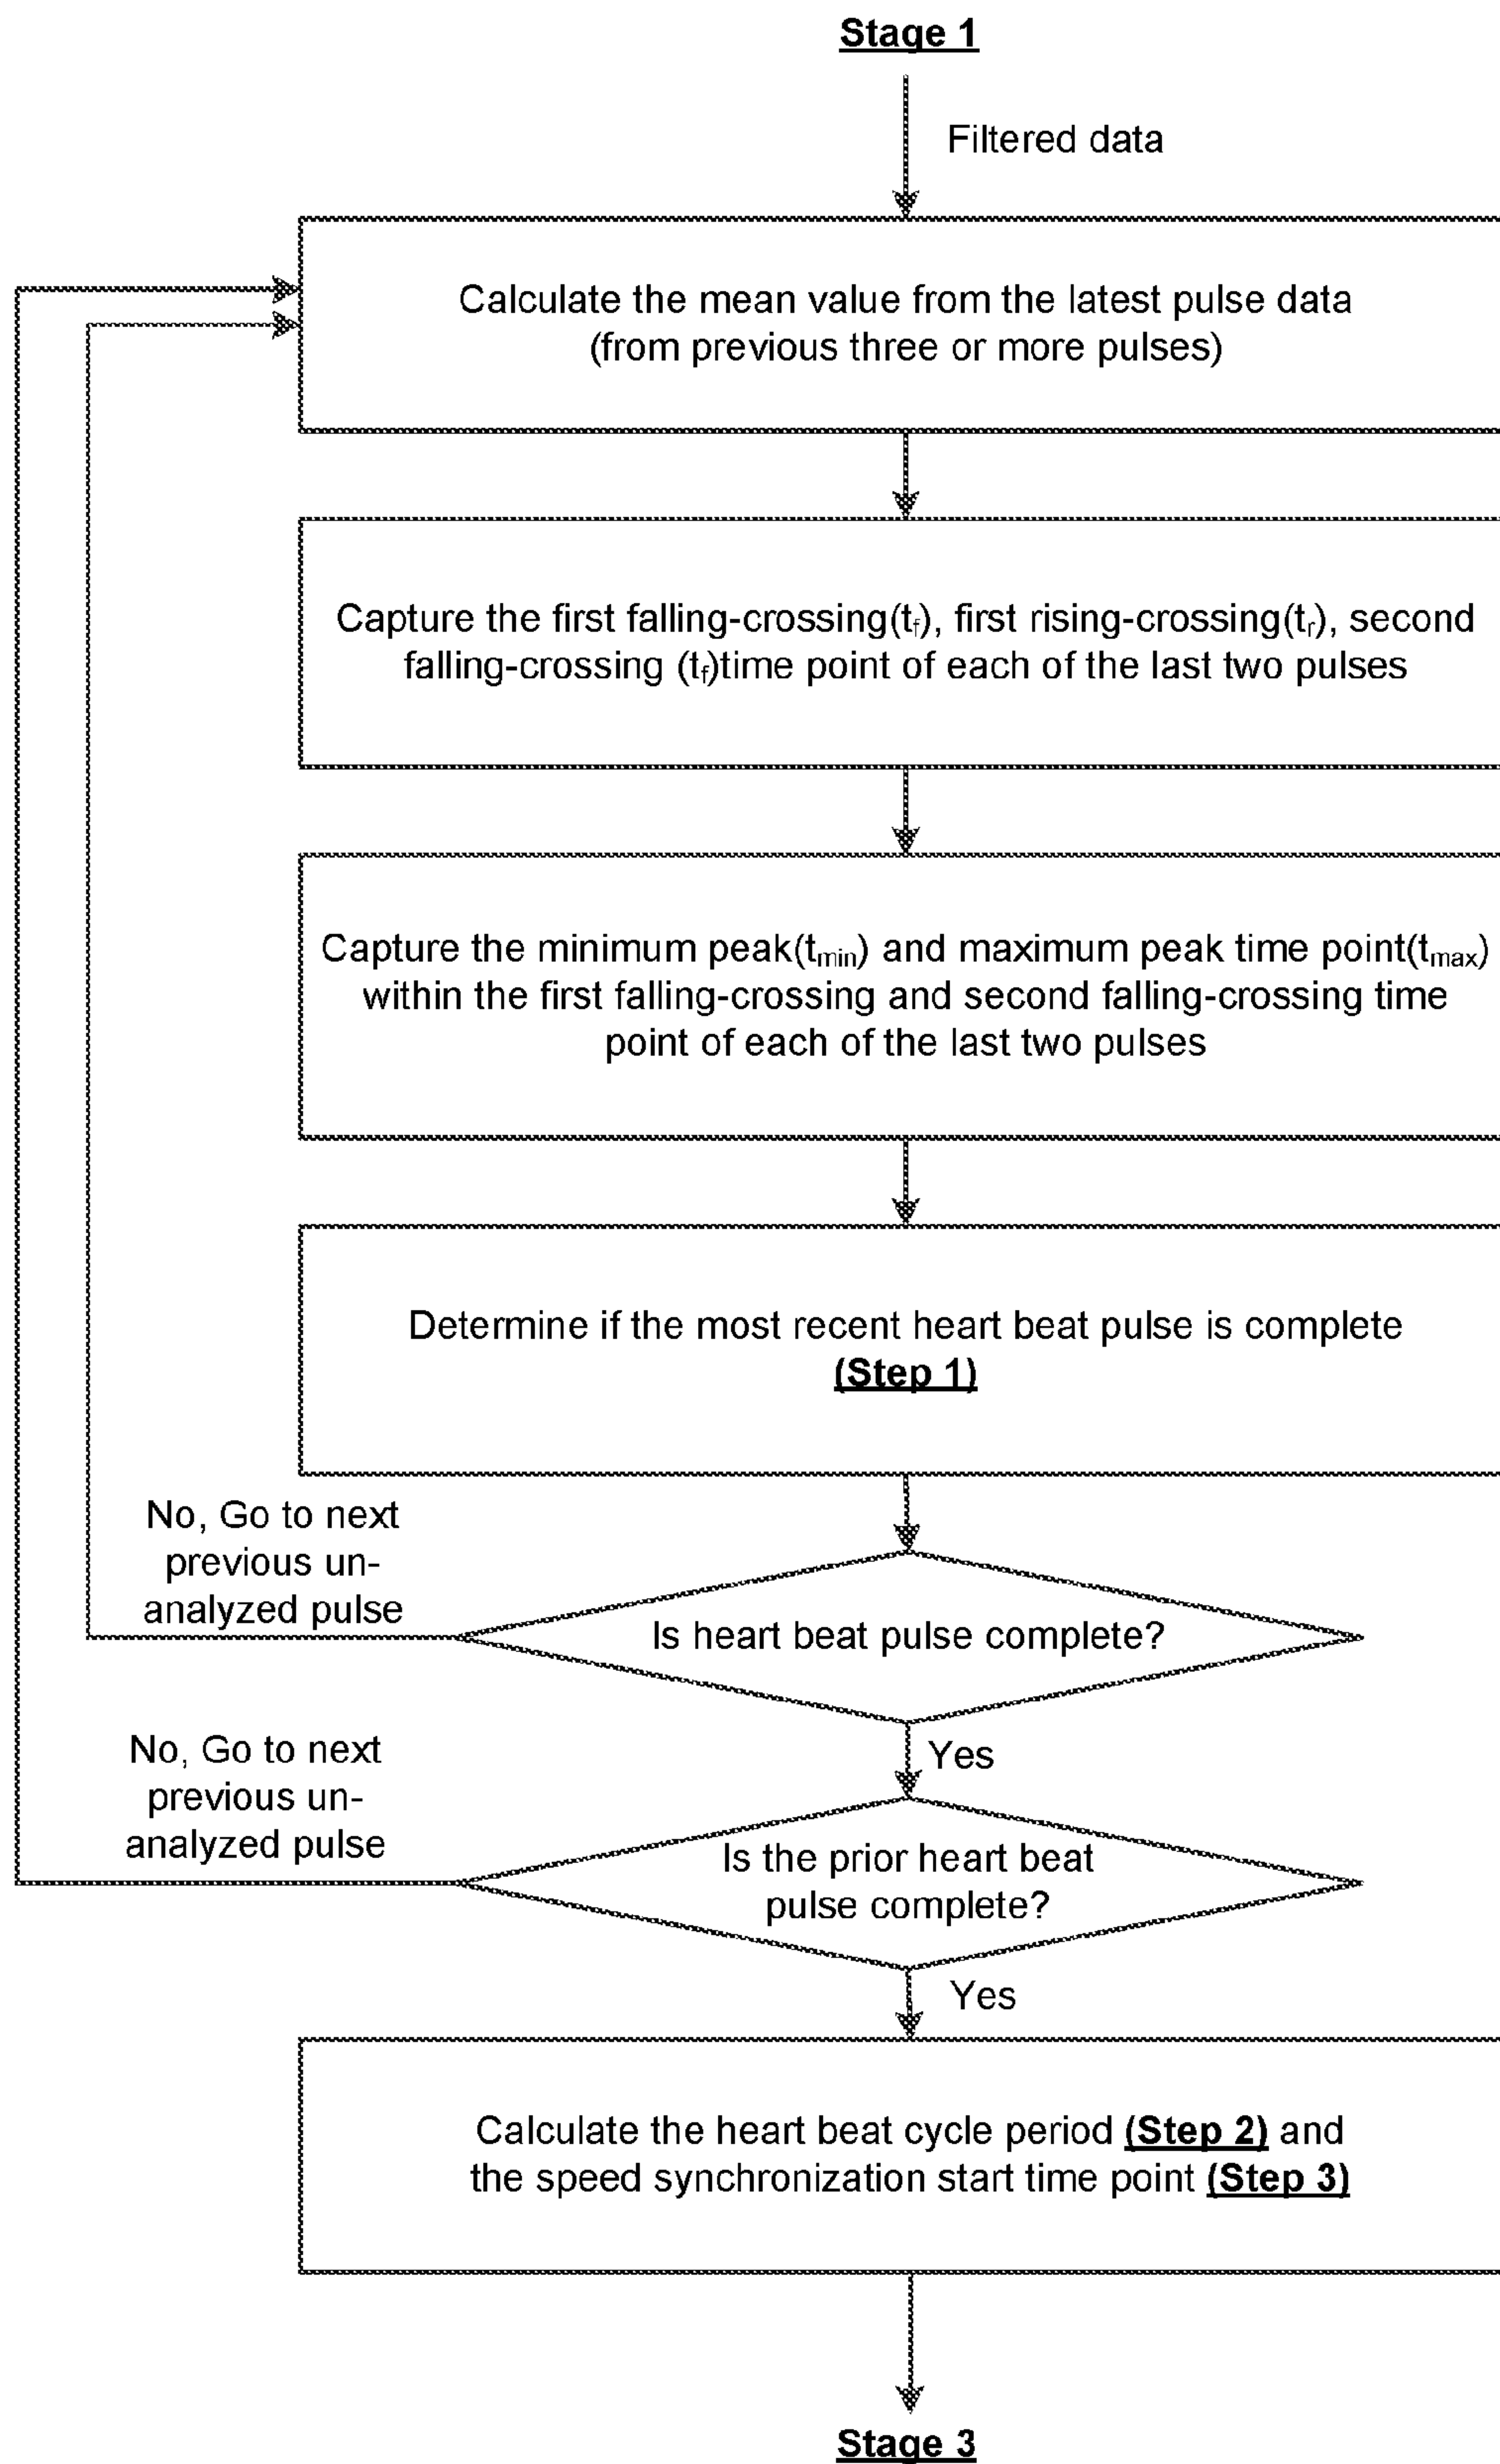 Stage 1
Filtered data
Calculate the mean value from the latest pulse data
(from previous three or more pulses)
Capture the first falling-crossing(tf), first rising-crossing(tr), second
falling-crossing (tf)time point of each of the last two pulses
Capture the minimum peak(tmin) and maximum peak time point(tmax)
within the first falling-crossing and second falling-crossing time
point of each of the last two pulses
Determine if the most recent heart beat pulse is complete
(Step 1)
No, Go to next
previous un-
analyzed pulse
Is heart beat pulse complete?
Yes
No, Go to next
previous un-
analyzed pulse
Is the prior heart beat
pulse complete?
Yes
Calculate the heart beat cycle period (Step 2) and
the speed synchronization start time point (Step 3)
Stage 3